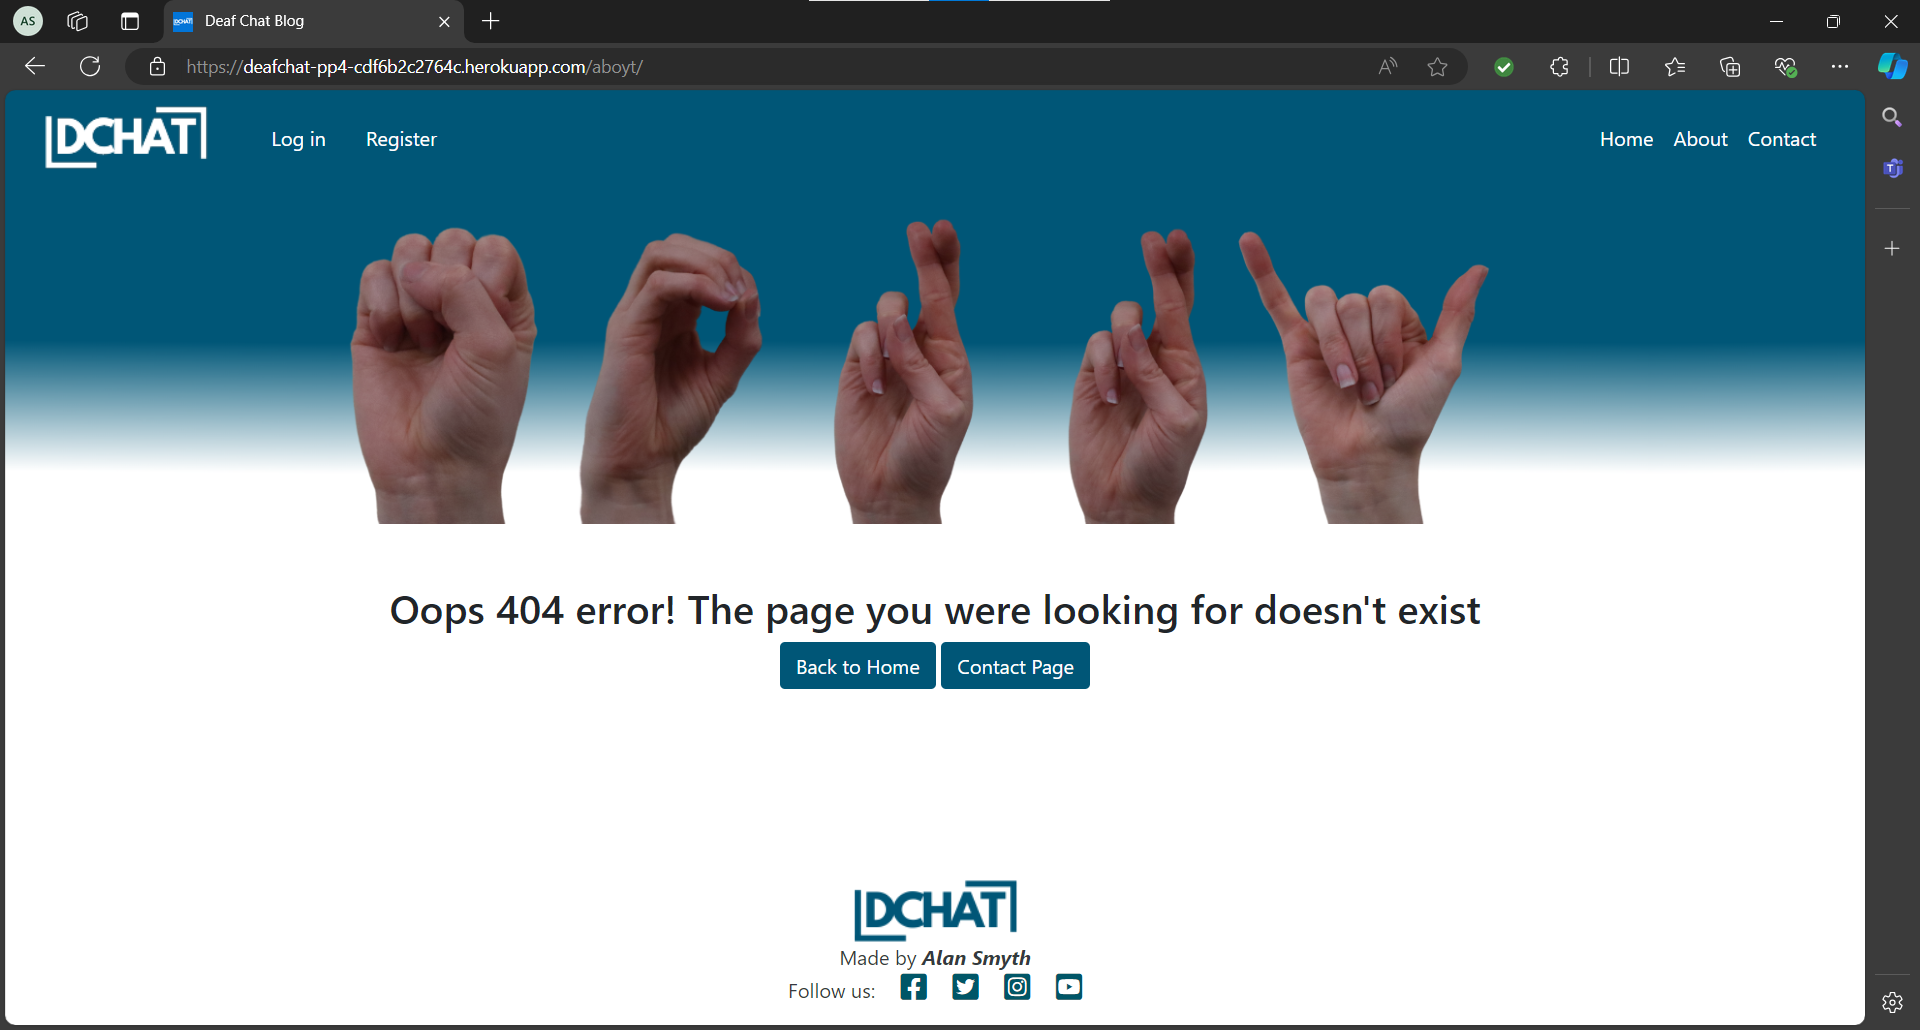 AS
Deaf Chat Blog
https://deafchat-pp4-cdf6b2c2764c.herokuapp.com/aboyt/
DCHAT
Log in
Register
Home
About
Contact
Oops 404 error! The page you were looking for doesn't exist
Back to Home
Contact Page
DCHAT
Made by Alan Smyth
Follow us: